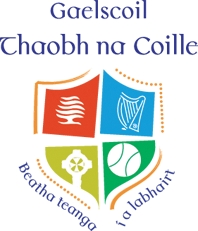 Gaelscoil
Thaobh na Coille
Beatha teanga
í a labhairt